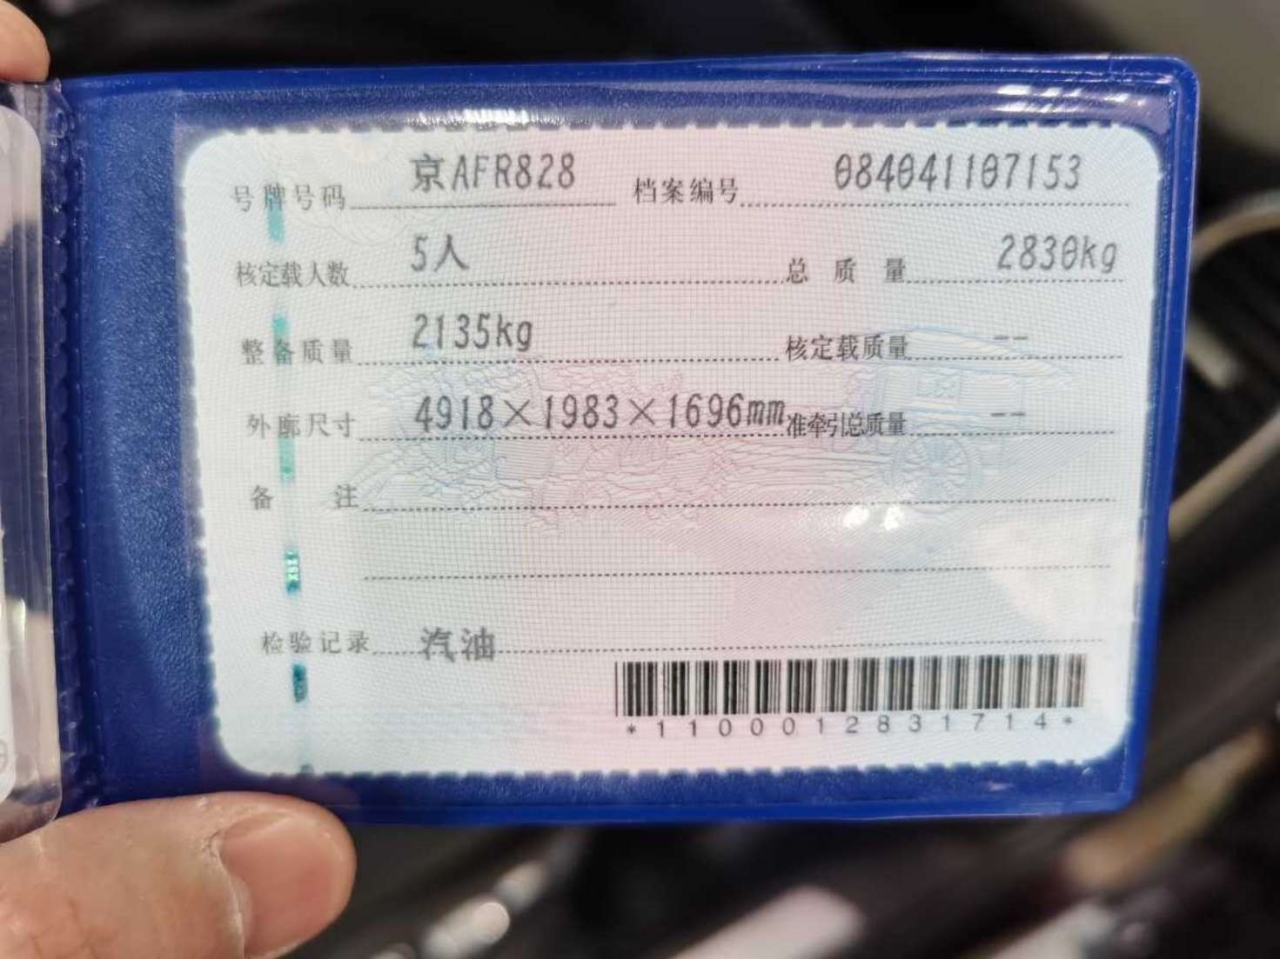 号牌号码 京AFR828 档案编号 084041107153
核定载人数 5人 总质量 2830kg
整备质量 2135kg 核定载质量 --
外廓尺寸 4918×1983×1696mm 准牵引总质量 --
备注
检验记录 汽油
*1100012831714*